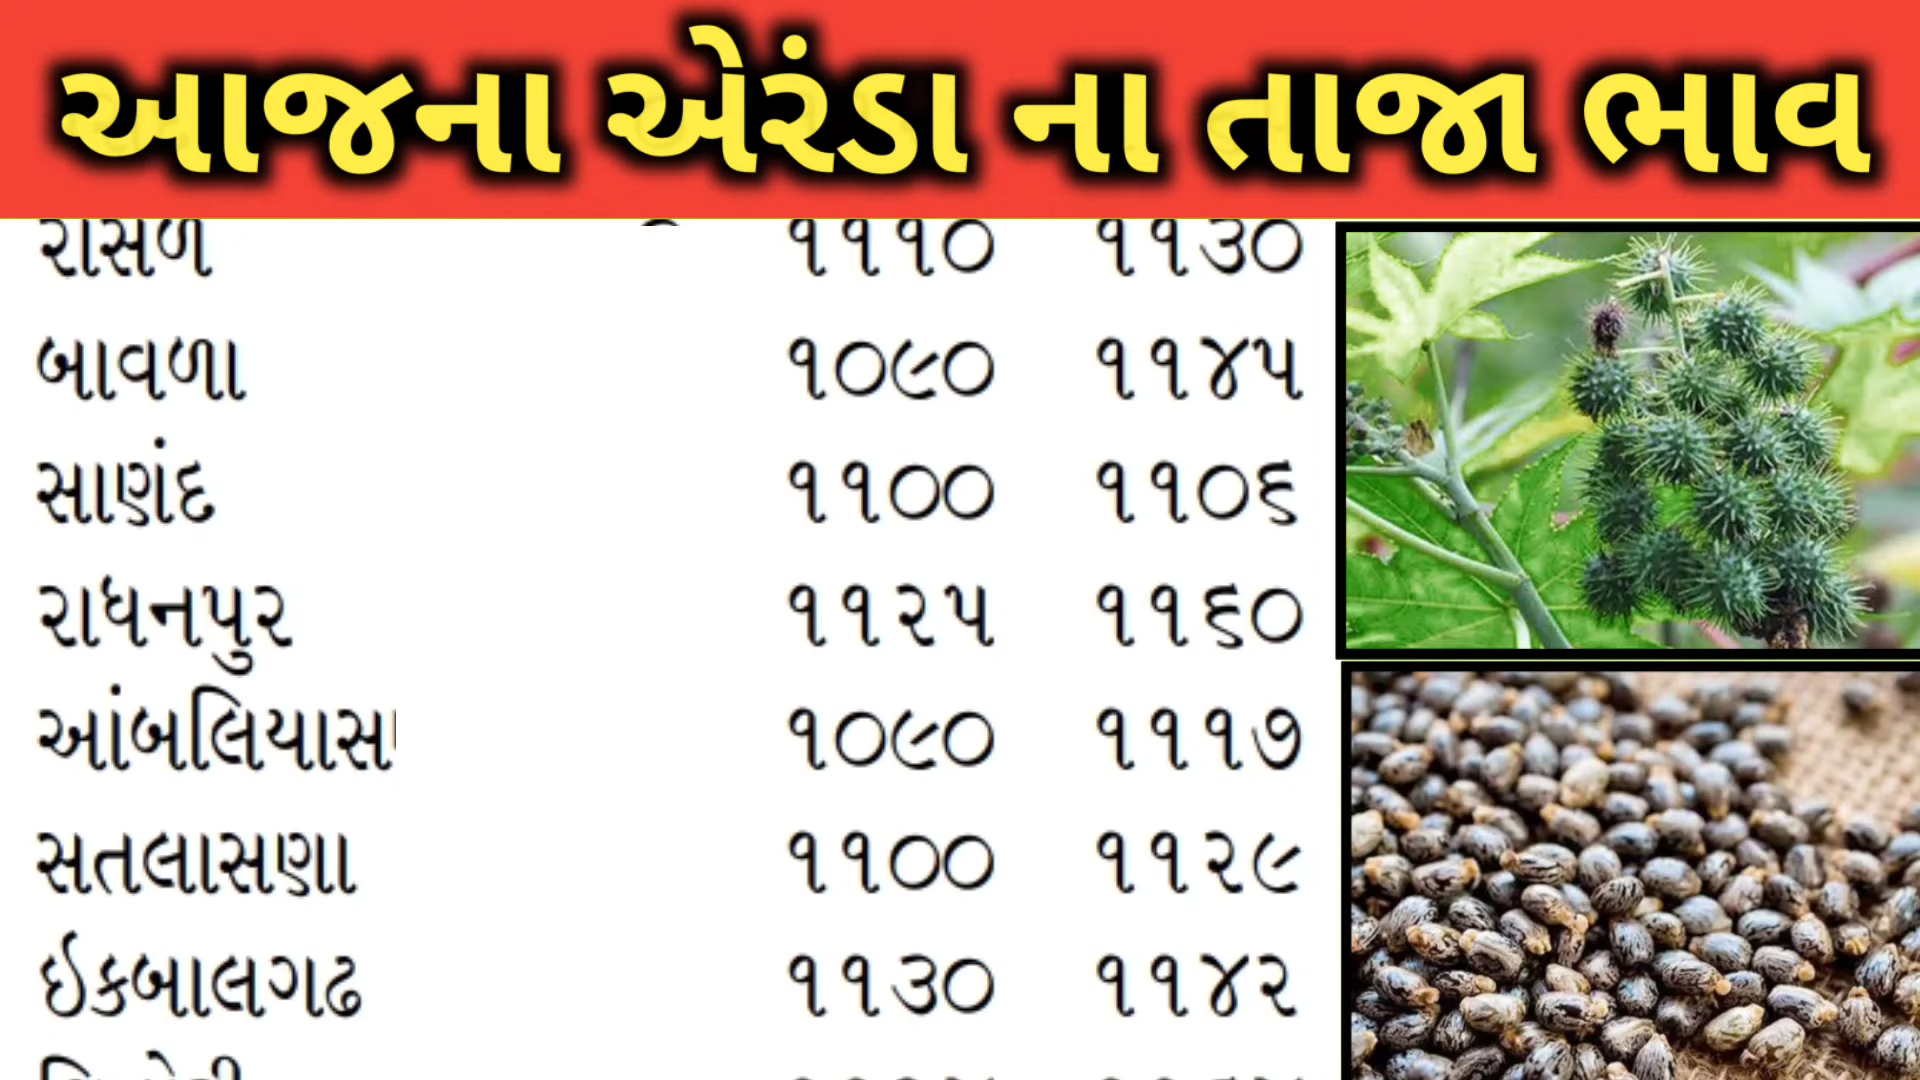 આજના એરંડા ના તાજા ભાવ
રાસળ ૧૧૧૦ ૧૧૩૦
બાવળા ૧૦૯૦ ૧૧૪૫
સાણંદ ૧૧૦૦ ૧૧૦૬
રાધનપુર ૧૧૨૫ ૧૧૬૦
આંબલિયાસ ૧૦૯૦ ૧૧૧૭
સતલાસણા ૧૧૦૦ ૧૧૨૯
ઇકબાલગઢ ૧૧૩૦ ૧૧૪૨